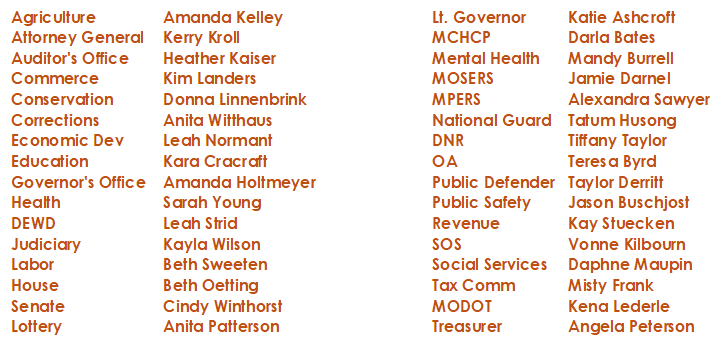 Agriculture Amanda Kelley
Attorney General Kerry Kroll
Auditor's Office Heather Kaiser
Commerce Kim Landers
Conservation Donna Linnenbrink
Corrections Anita Witthaus
Economic Dev Leah Normant
Education Kara Cracraft
Governor's Office Amanda Holtmeyer
Health Sarah Young
DEWD Leah Strid
Judiciary Kayla Wilson
Labor Beth Sweeten
House Beth Oetting
Senate Cindy Winthorst
Lottery Anita Patterson
Lt. Governor Katie Ashcroft
MCHCP Darla Bates
Mental Health Mandy Burrell
MOSERS Jamie Darnel
MPERS Alexandra Sawyer
National Guard Tatum Husong
DNR Tiffany Taylor
OA Teresa Byrd
Public Defender Taylor Derritt
Public Safety Jason Buschjost
Revenue Kay Stuecken
SOS Vonne Kilbourn
Social Services Daphne Maupin
Tax Comm Misty Frank
MODOT Kena Lederle
Treasurer Angela Peterson